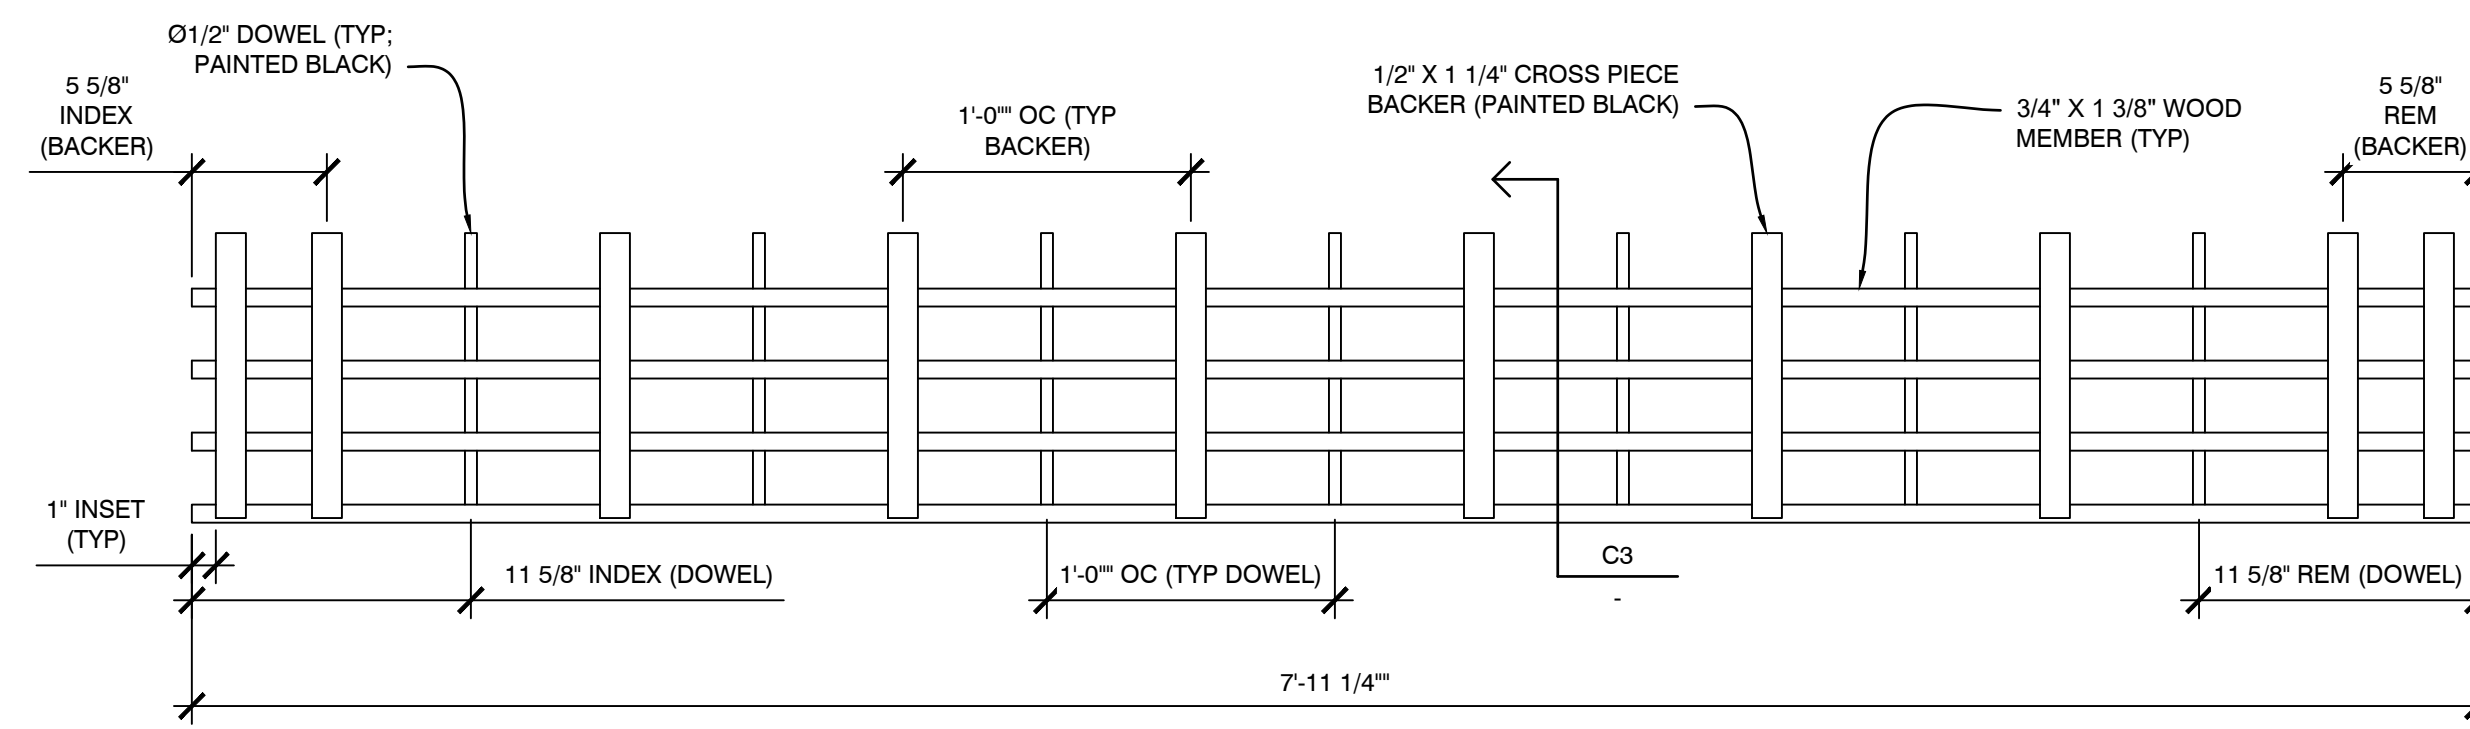 Ø1/2" DOWEL (TYP;
PAINTED BLACK)
5 5/8"
INDEX
(BACKER)
1'-0"" OC (TYP
BACKER)
1/2" X 1 1/4" CROSS PIECE
BACKER (PAINTED BLACK)
3/4" X 1 3/8" WOOD
MEMBER (TYP)
5 5/8"
REM
(BACKER)
1" INSET
(TYP)
11 5/8" INDEX (DOWEL)
1'-0"" OC (TYP DOWEL)
C3
-
11 5/8" REM (DOWEL)
7'-11 1/4""